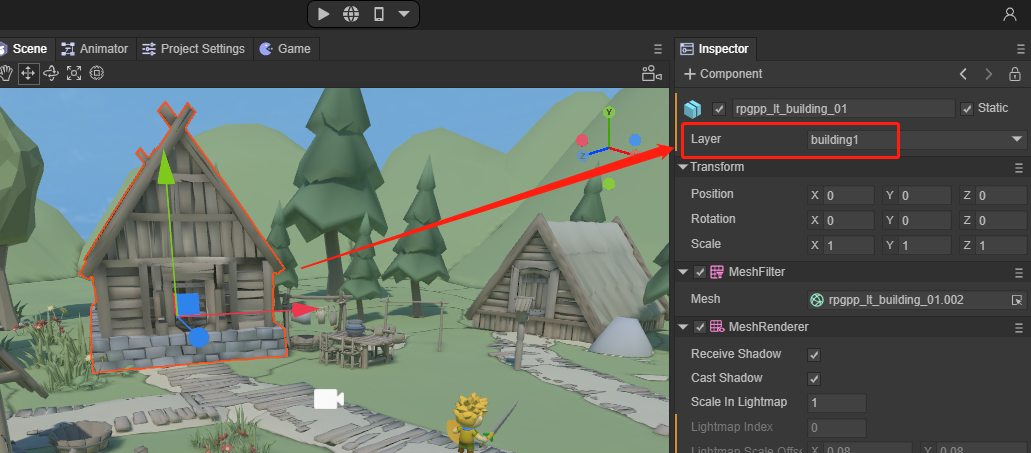 Scene Animator Project Settings Game
Inspector
Component
rpgpp_lt_building_01 Static
Layer building1
Transform
Position X 0 Y 0 Z 0
Rotation X 0 Y 0 Z 0
Scale X 1 Y 1 Z 1
MeshFilter
Mesh rpgpp_lt_building_01.002
MeshRenderer
Receive Shadow
Cast Shadow
Scale In Lightmap 1
Lightmap Index 0
Lightmap Scale Offs X 0.08 Y 0.08
Y
Z